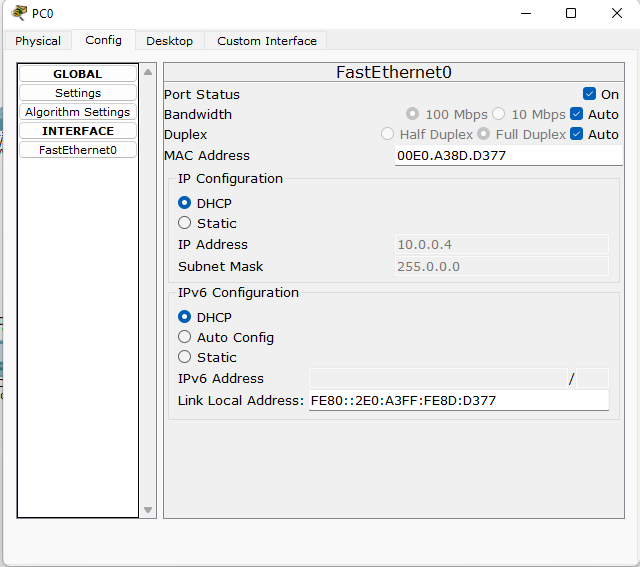 PC0
Physical Config Desktop Custom Interface
GLOBAL
Settings
Algorithm Settings
INTERFACE
FastEthernet0
FastEthernet0
Port Status On
Bandwidth 100 Mbps 10 Mbps Auto
Duplex Half Duplex Full Duplex Auto
MAC Address 00E0.A38D.D377
IP Configuration
DHCP
Static
IP Address 10.0.0.4
Subnet Mask 255.0.0.0
IPv6 Configuration
DHCP
Auto Config
Static
IPv6 Address /
Link Local Address: FE80::2E0:A3FF:FE8D:D377